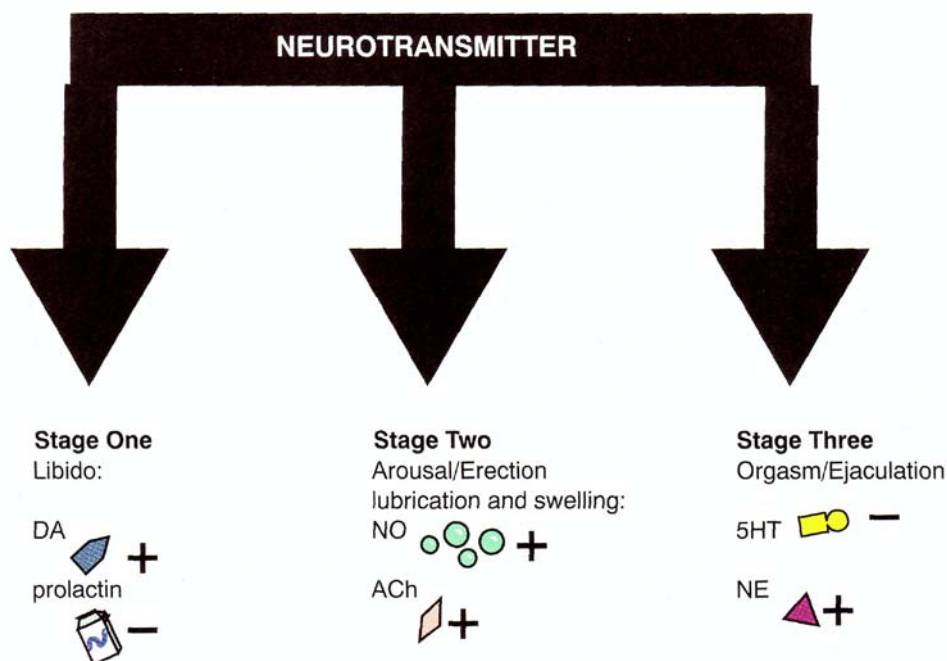 NEUROTRANSMITTER
Stage One
Libido:
DA
+
prolactin
−
Stage Two
Arousal/Erection
lubrication and swelling:
NO
+
ACh
+
Stage Three
Orgasm/Ejaculation
5HT
−
NE
+